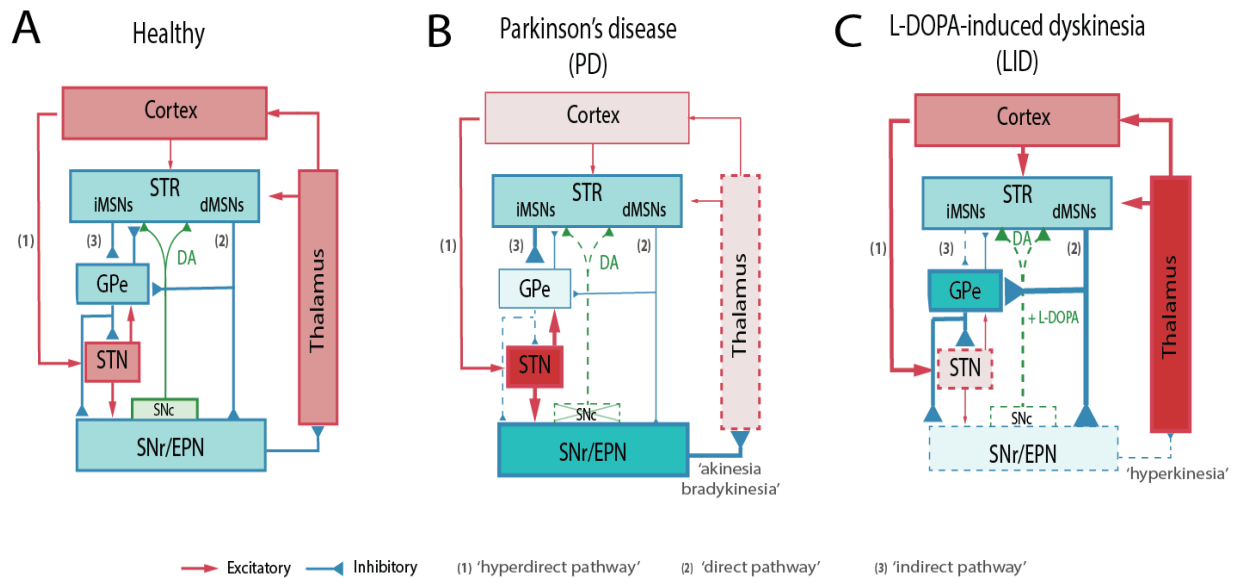 A
Healthy
Cortex
STR
iMSNs
dMSNs
(1)
(3)
(2)
DA
GPe
STN
SNc
SNr/EPN
Thalamus
B
Parkinson's disease
(PD)
Cortex
STR
iMSNs
dMSNs
(1)
(3)
(2)
DA
GPe
STN
SNc
SNr/EPN
Thalamus
'akinesia
bradykinesia'
C
L-DOPA-induced dyskinesia
(LID)
Cortex
STR
iMSNs
dMSNs
(1)
(3)
DA
(2)
GPe
+ L-DOPA
STN
SNc
SNr/EPN
Thalamus
'hyperkinesia'
Excitatory
Inhibitory
(1) 'hyperdirect pathway'
(2) 'direct pathway'
(3) 'indirect pathway'